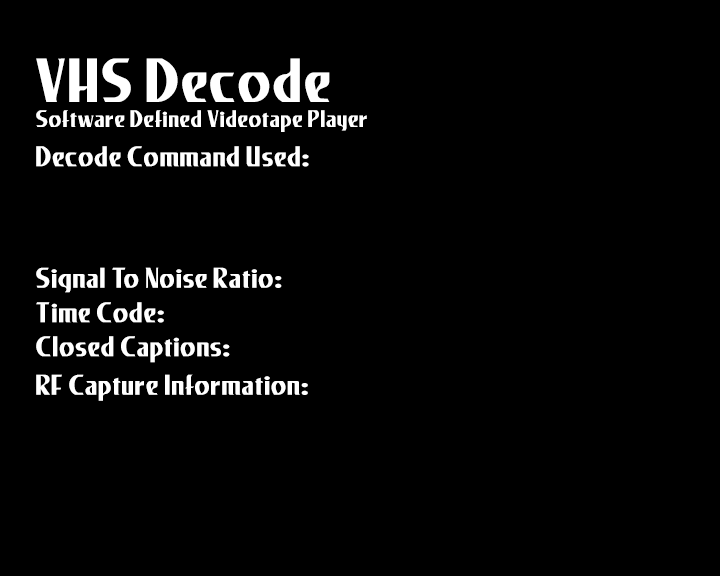 VHS Decode
Software Defined Videotape Player
Decode Command Used:
Signal To Noise Ratio:
Time Code:
Closed Captions:
RF Capture Information: